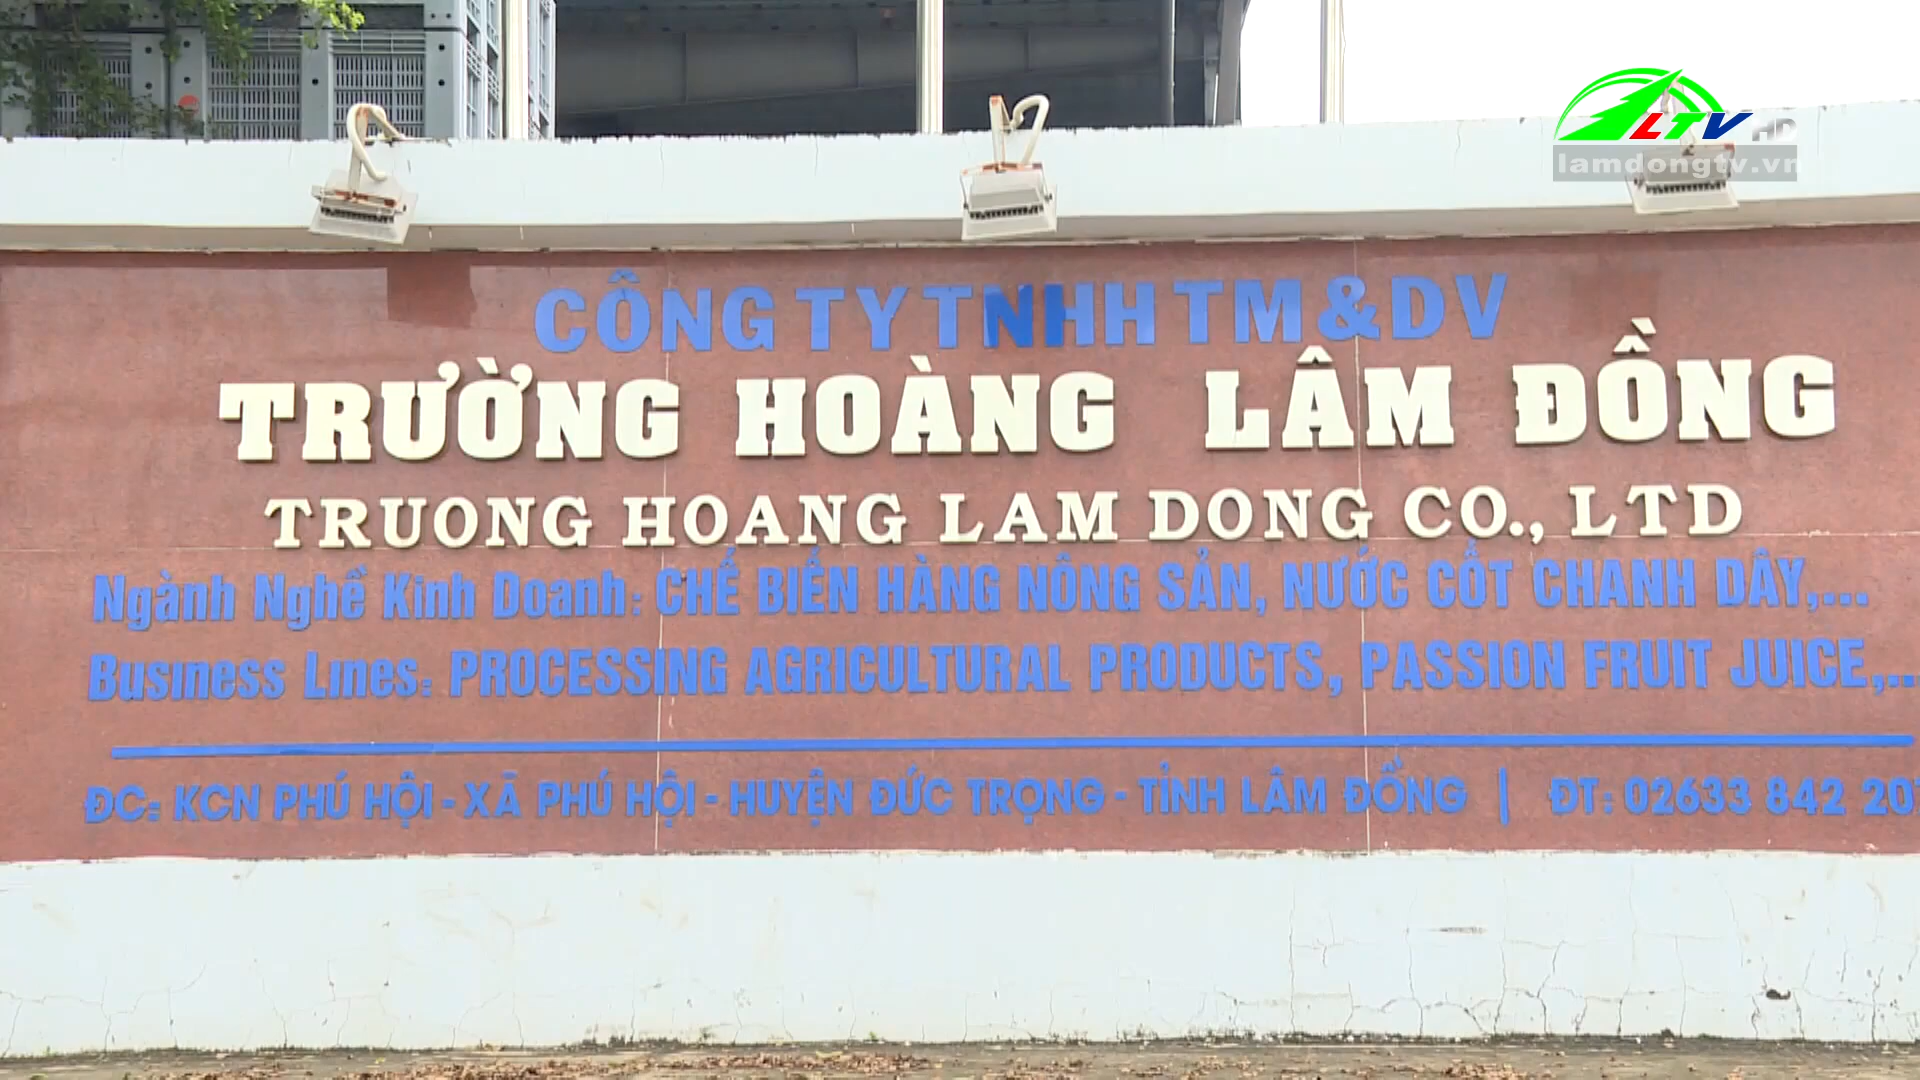 LTV HD
lamdongtv.vn
CÔNG TY TNHH TM & DV
TRƯỜNG HOÀNG LÂM ĐỒNG
TRUONG HOANG LAM DONG CO., LTD
Ngành Nghề Kinh Doanh: CHẾ BIẾN HÀNG NÔNG SẢN, NƯỚC CỐT CHANH DÂY,...
Business Lines: PROCESSING AGRICULTURAL PRODUCTS, PASSION FRUIT JUICE,..
ĐC: KCN PHÚ HỘI - XÃ PHÚ HỘI - HUYỆN ĐỨC TRỌNG - TỈNH LÂM ĐỒNG | ĐT: 02633 842 20